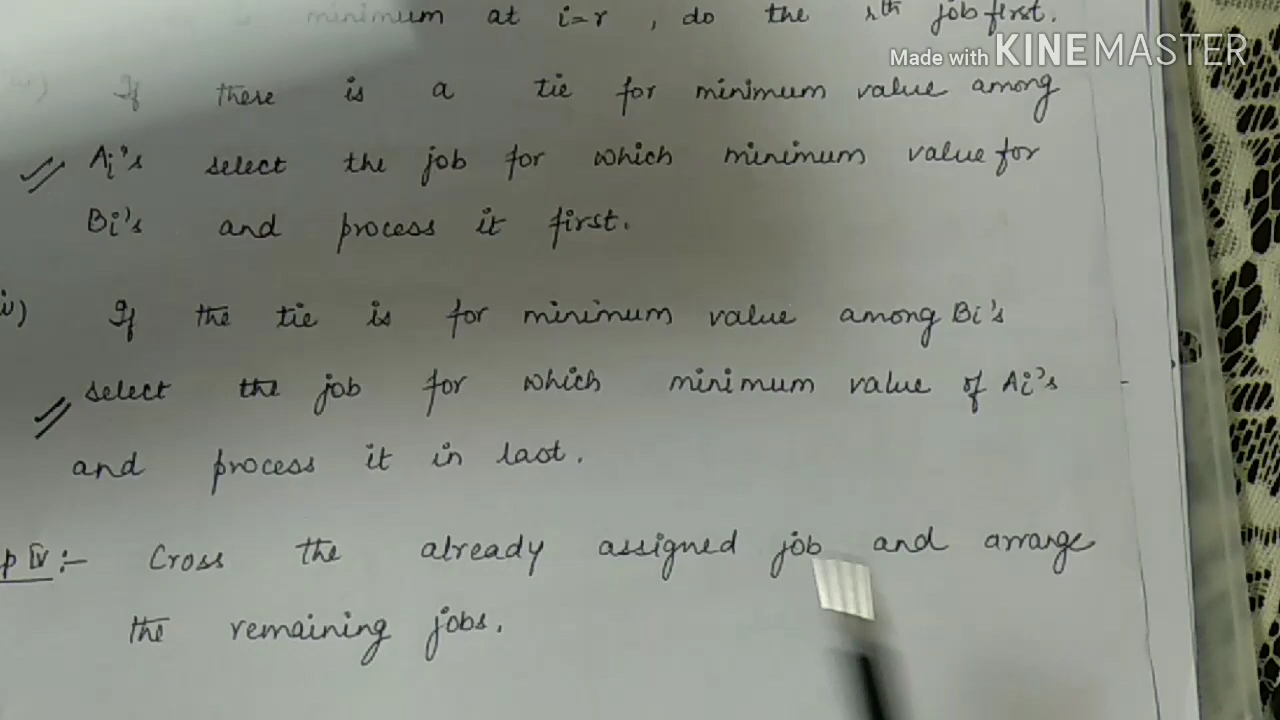 minimum at i=r , do the rth job first.
Made with KINEMASTER
If there is a tie for minimum value among
Ai's select the job for which minimum value for
Bi's and process it first.
If the tie is for minimum value among Bi's
select the job for which minimum value of Ai's
and process it in last.
p IV :- Cross the already assigned job and arrange
the remaining jobs.